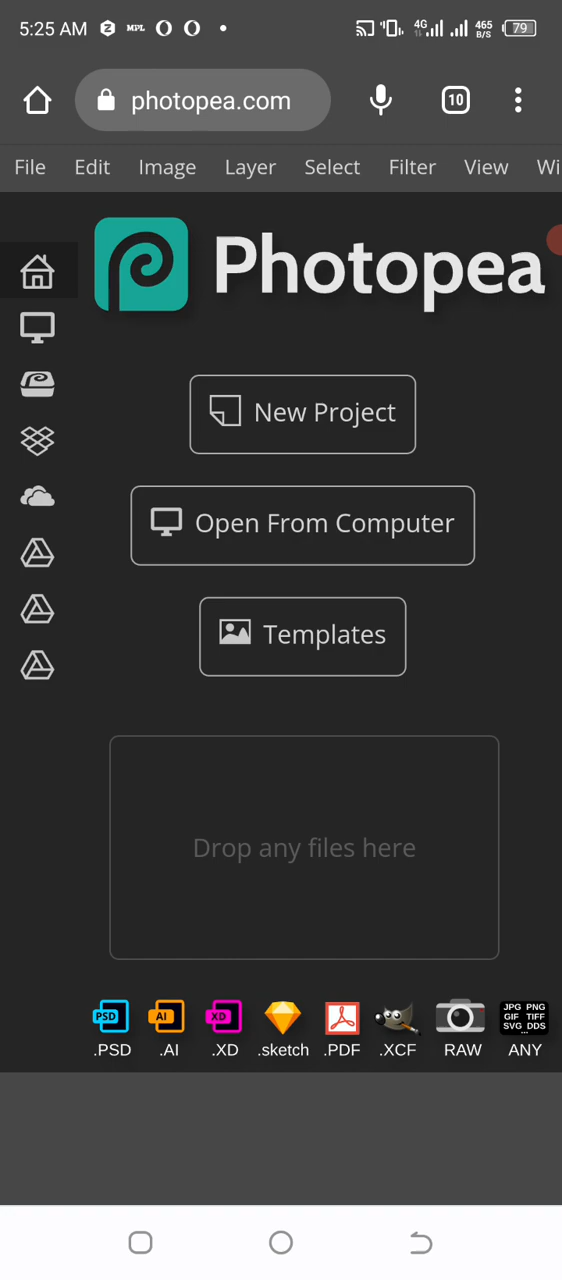 5:25 AM
MPL
4G
465
B/S
79
photopea.com
10
File Edit Image Layer Select Filter View Wi
Photopea
New Project
Open From Computer
Templates
Drop any files here
PSD AI XD JPG PNG
GIF TIFF
SVG DDS
...
.PSD .AI .XD .sketch .PDF .XCF RAW ANY